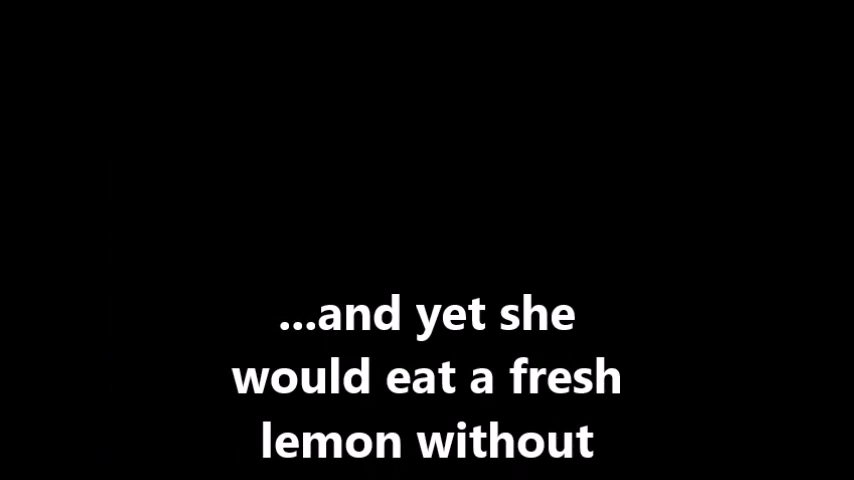 ...and yet she
would eat a fresh
lemon without